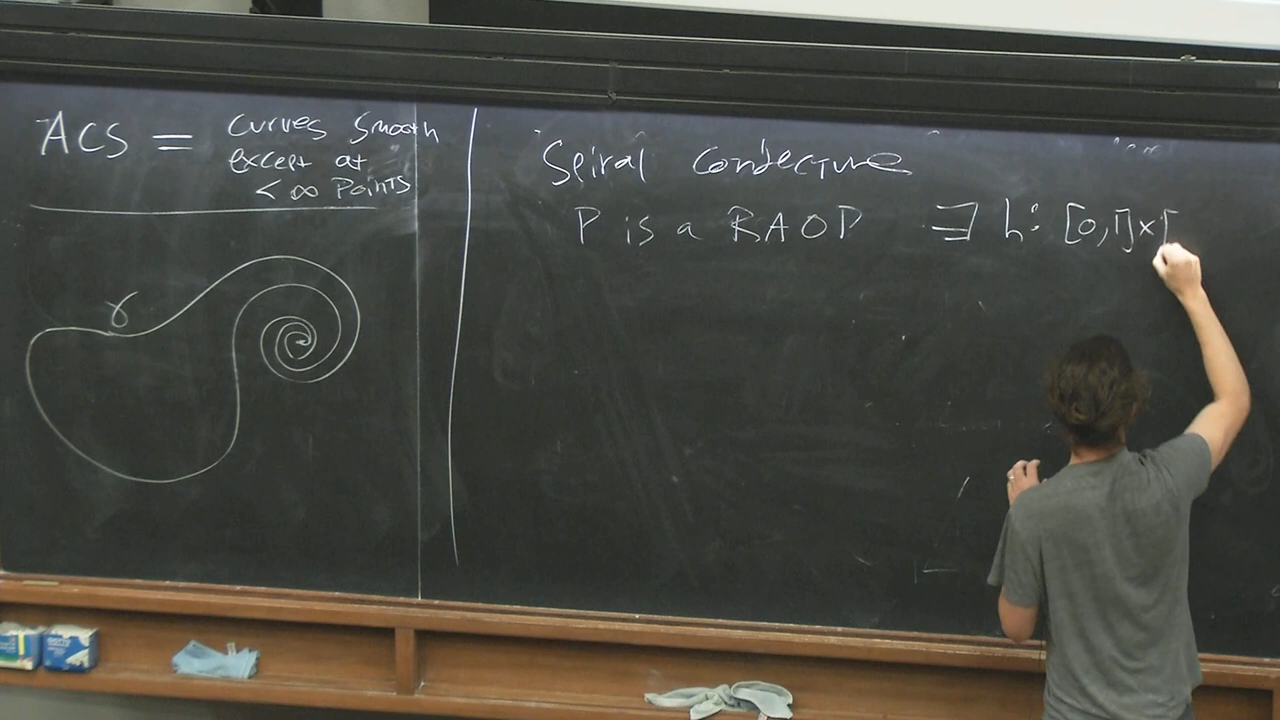 ACS = curves smooth
except at
< ∞ points
γ
Spiral Conjecture
P is a RAOP ∃ h: [0,1]×[